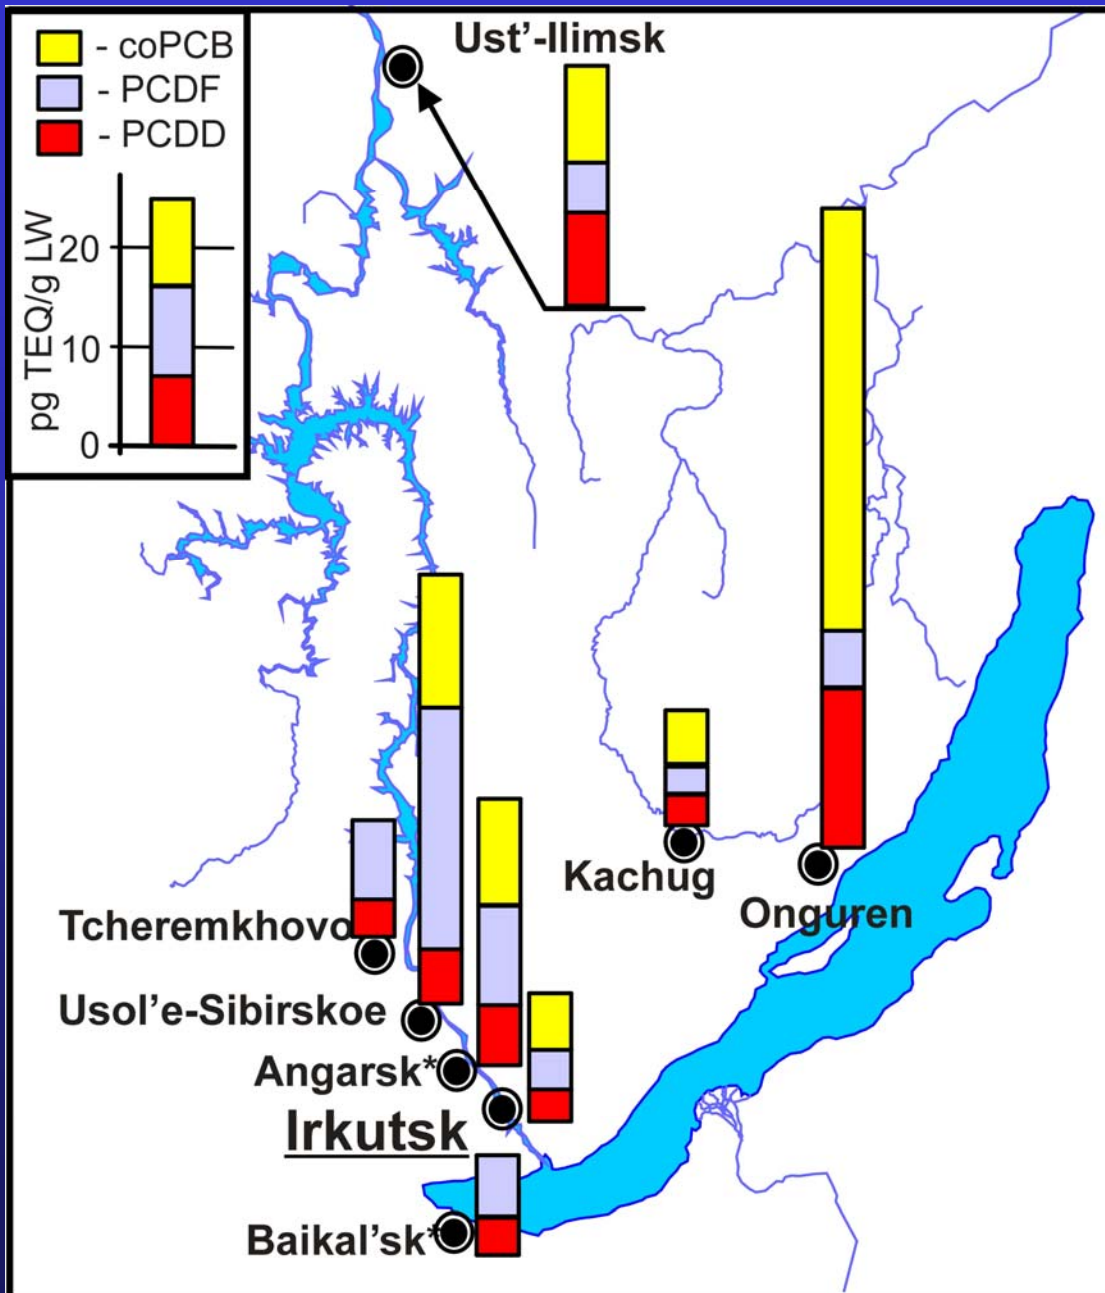 - coPCB
- PCDF
- PCDD
pg TEQ/g LW
20
10
0
Ust'-Ilimsk
Kachug
Onguren
Tcheremkhovo
Usol'e-Sibirskoe
Angarsk*
Irkutsk
Baikal'sk*